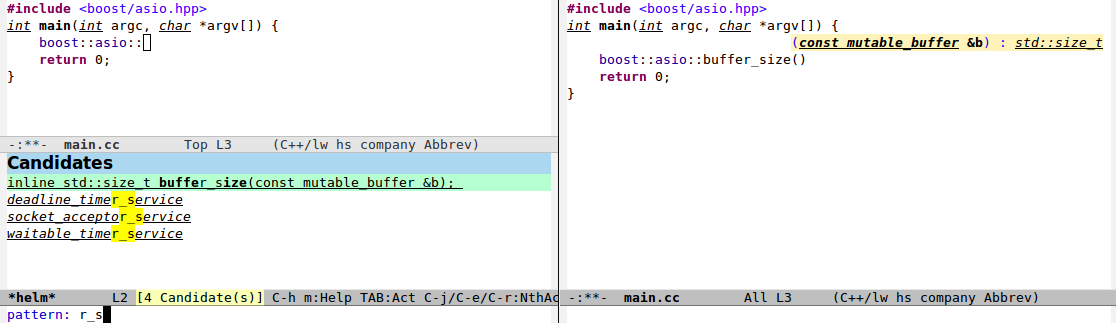 #include <boost/asio.hpp>
int main(int argc, char *argv[]) {
    boost::asio::
    return 0;
}
-:**-  main.cc        Top L3     (C++/lw hs company Abbrev)
Candidates
inline std::size_t buffer_size(const mutable_buffer &b);
deadline_timer_service
socket_acceptor_service
waitable_timer_service
*helm*       L2 [4 Candidate(s)] C-h m:Help TAB:Act C-j/C-e/C-r:NthAc
pattern: r_s
#include <boost/asio.hpp>
int main(int argc, char *argv[]) {
(const mutable_buffer &b) : std::size_t
    boost::asio::buffer_size()
    return 0;
}
-:**-  main.cc        All L3     (C++/lw hs company Abbrev)